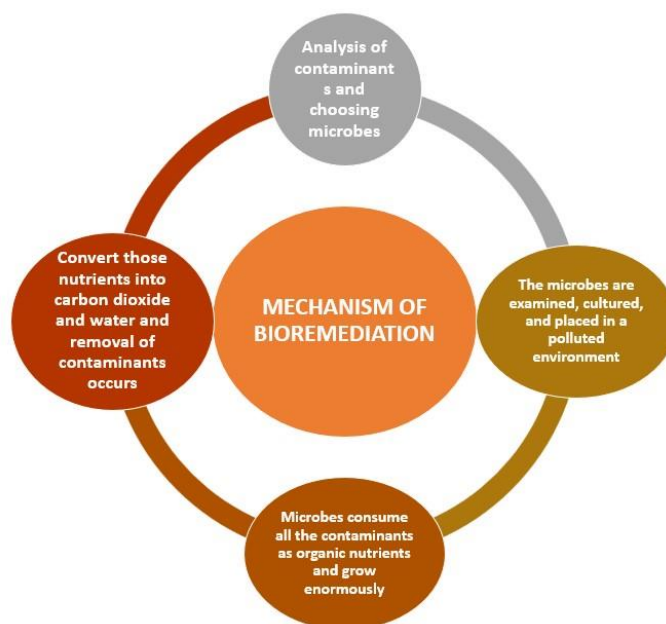 Analysis of
contaminant
s and
choosing
microbes
Convert those
nutrients into
carbon dioxide
and water and
removal of
contaminants
occurs
MECHANISM OF
BIOREMEDIATION
The microbes are
examined, cultured,
and placed in a
polluted
environment
Microbes consume
all the contaminants
as organic nutrients
and grow
enormously